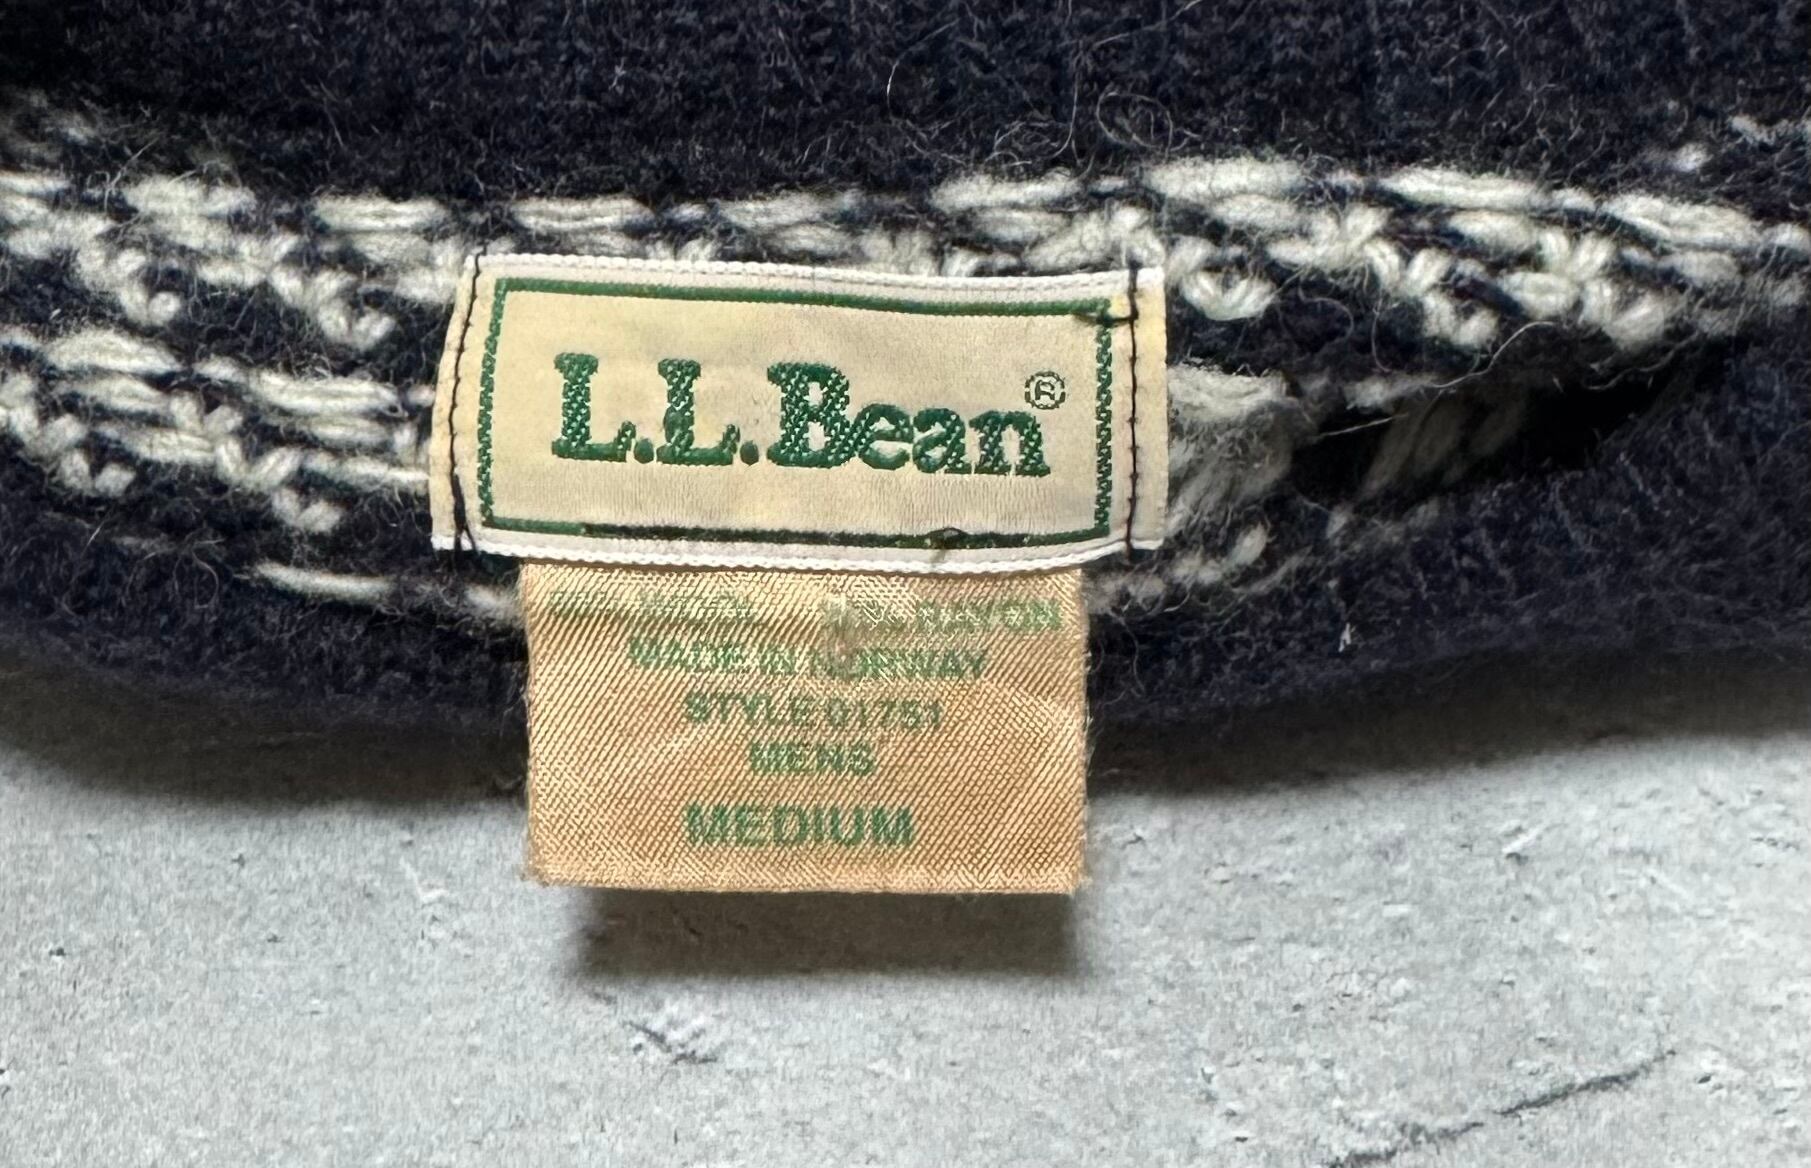 L.L.Bean®
RAYON
MADE IN NORWAY
STYLE 01751
MENS
MEDIUM